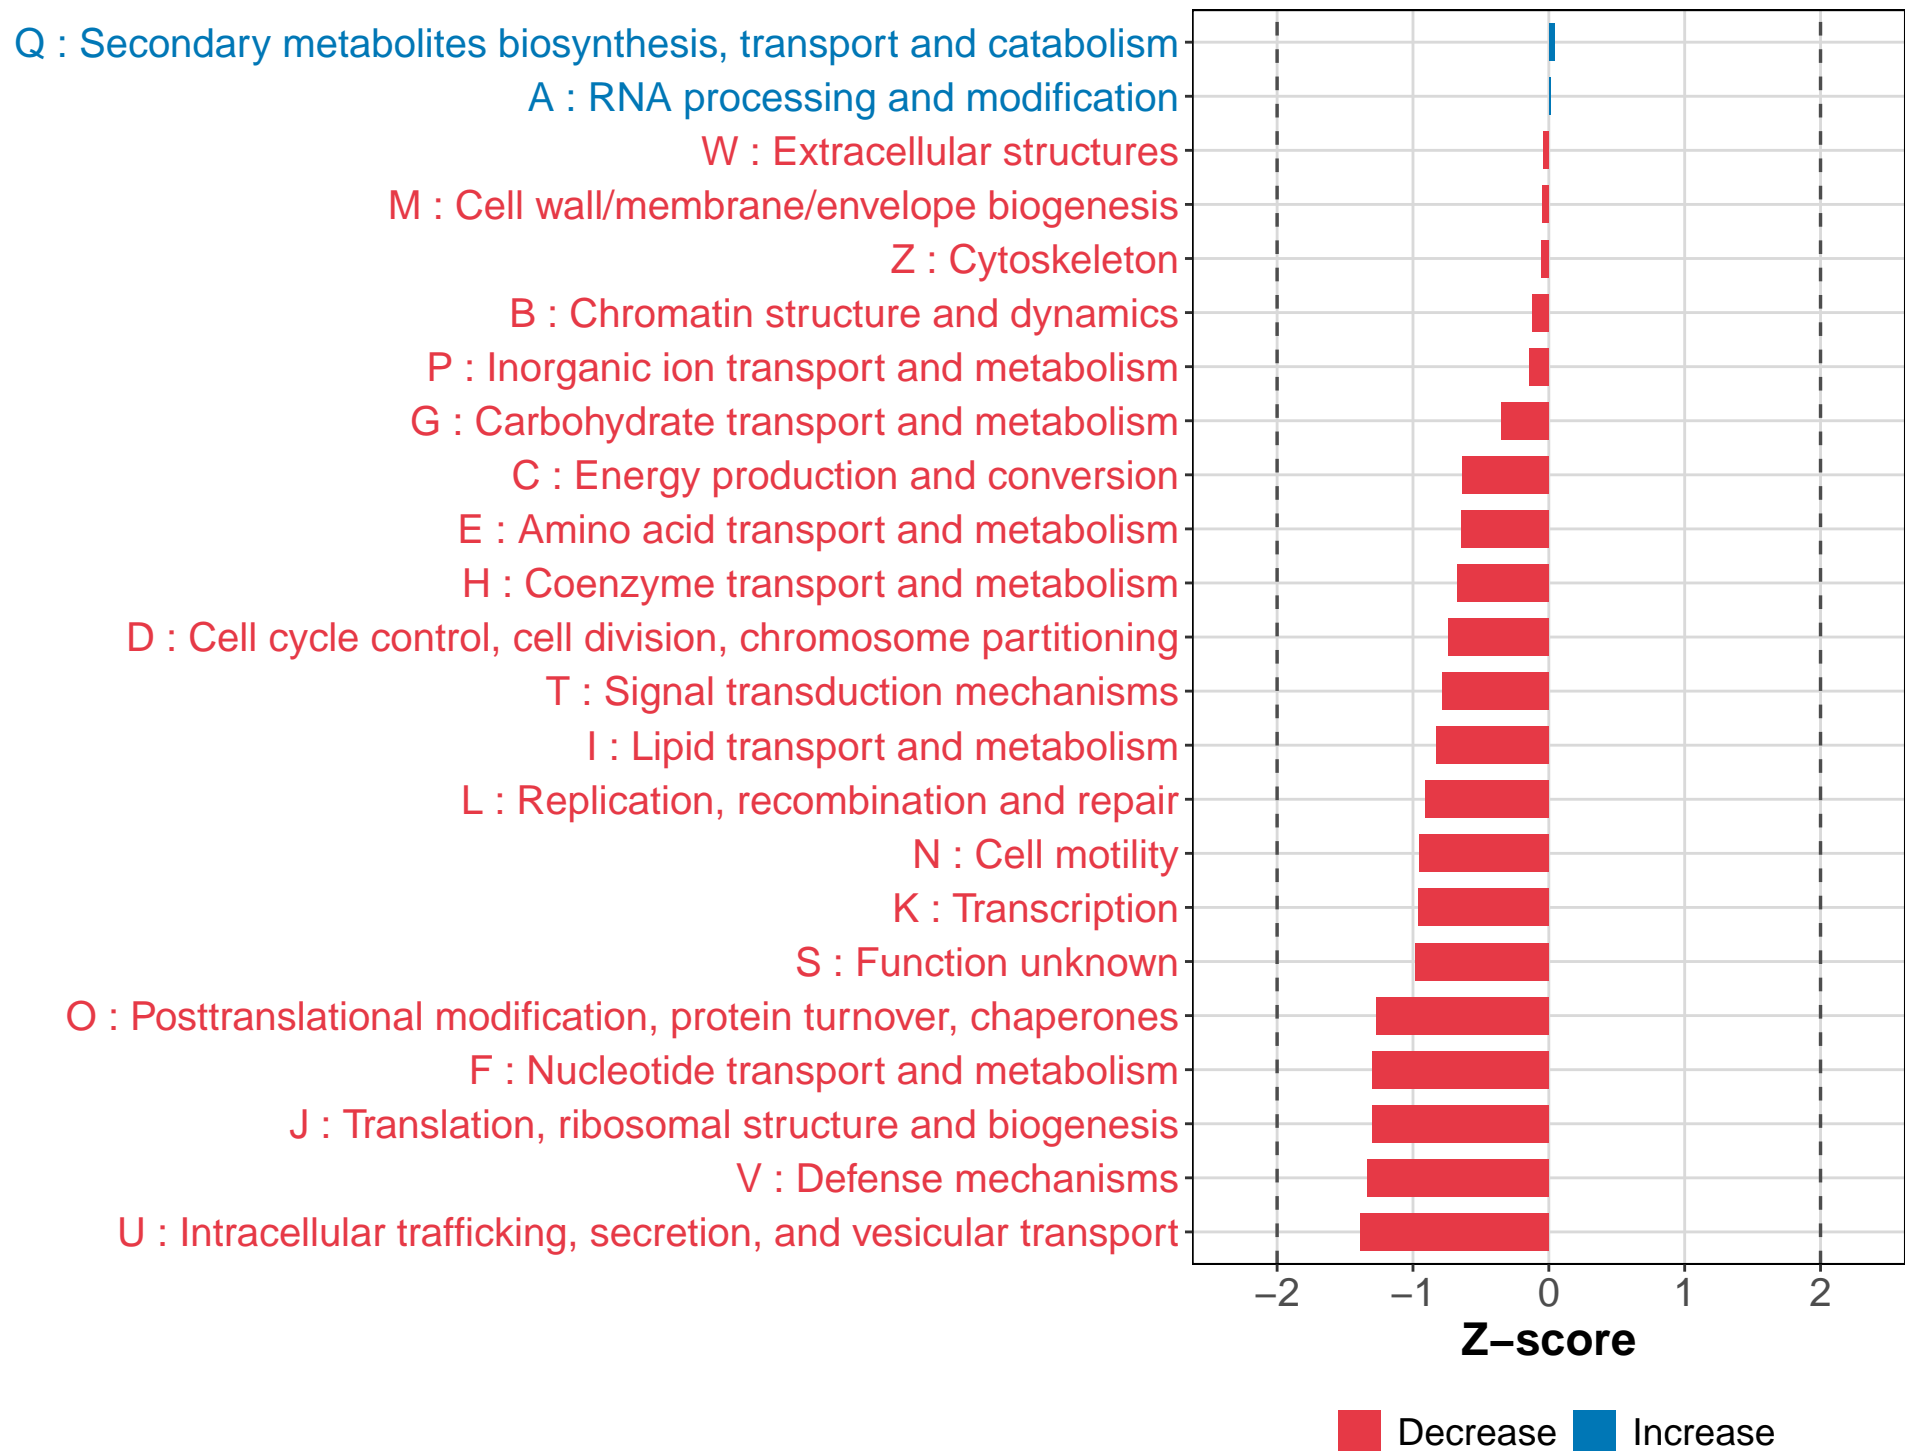 Q : Secondary metabolites biosynthesis, transport and catabolism
A : RNA processing and modification
W : Extracellular structures
M : Cell wall/membrane/envelope biogenesis
Z : Cytoskeleton
B : Chromatin structure and dynamics
P : Inorganic ion transport and metabolism
G : Carbohydrate transport and metabolism
C : Energy production and conversion
E : Amino acid transport and metabolism
H : Coenzyme transport and metabolism
D : Cell cycle control, cell division, chromosome partitioning
T : Signal transduction mechanisms
I : Lipid transport and metabolism
L : Replication, recombination and repair
N : Cell motility
K : Transcription
S : Function unknown
O : Posttranslational modification, protein turnover, chaperones
F : Nucleotide transport and metabolism
J : Translation, ribosomal structure and biogenesis
V : Defense mechanisms
U : Intracellular trafficking, secretion, and vesicular transport
−2 −1 0 1 2
Z−score
Decrease Increase